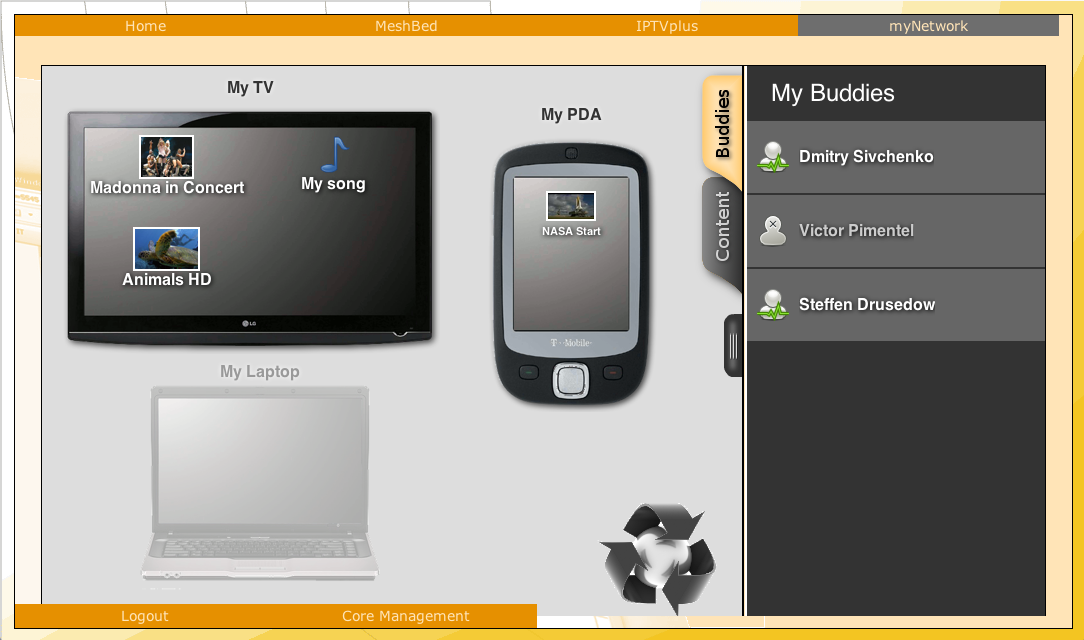 Home
MeshBed
IPTVplus
myNetwork
My TV
Madonna in Concert
My song
Animals HD
LG
My PDA
NASA Start
T··Mobile·
My Laptop
Buddies
Content
My Buddies
Dmitry Sivchenko
Victor Pimentel
Steffen Drusedow
Logout
Core Management